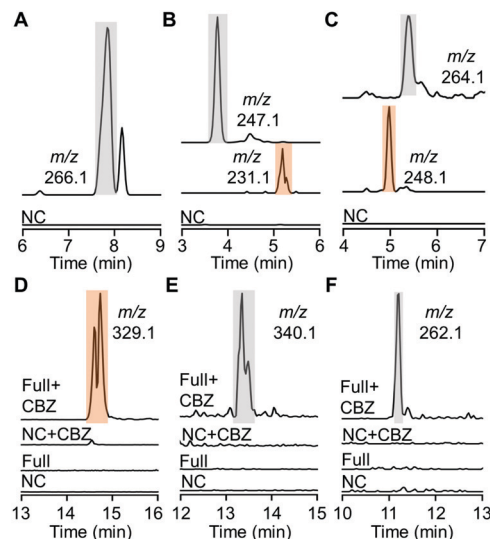 A
m/z
266.1
NC
6 7 8 9
Time (min)
B
m/z
247.1
m/z
231.1
NC
3 4 5 6
Time (min)
C
m/z
264.1
m/z
248.1
NC
4 5 6 7
Time (min)
D
m/z
329.1
Full+
CBZ
NC+CBZ
Full
NC
13 14 15 16
Time (min)
E
m/z
340.1
Full+
CBZ
NC+CBZ
Full
NC
12 13 14 15
Time (min)
F
m/z
262.1
Full+
CBZ
NC+CBZ
Full
NC
10 11 12 13
Time (min)